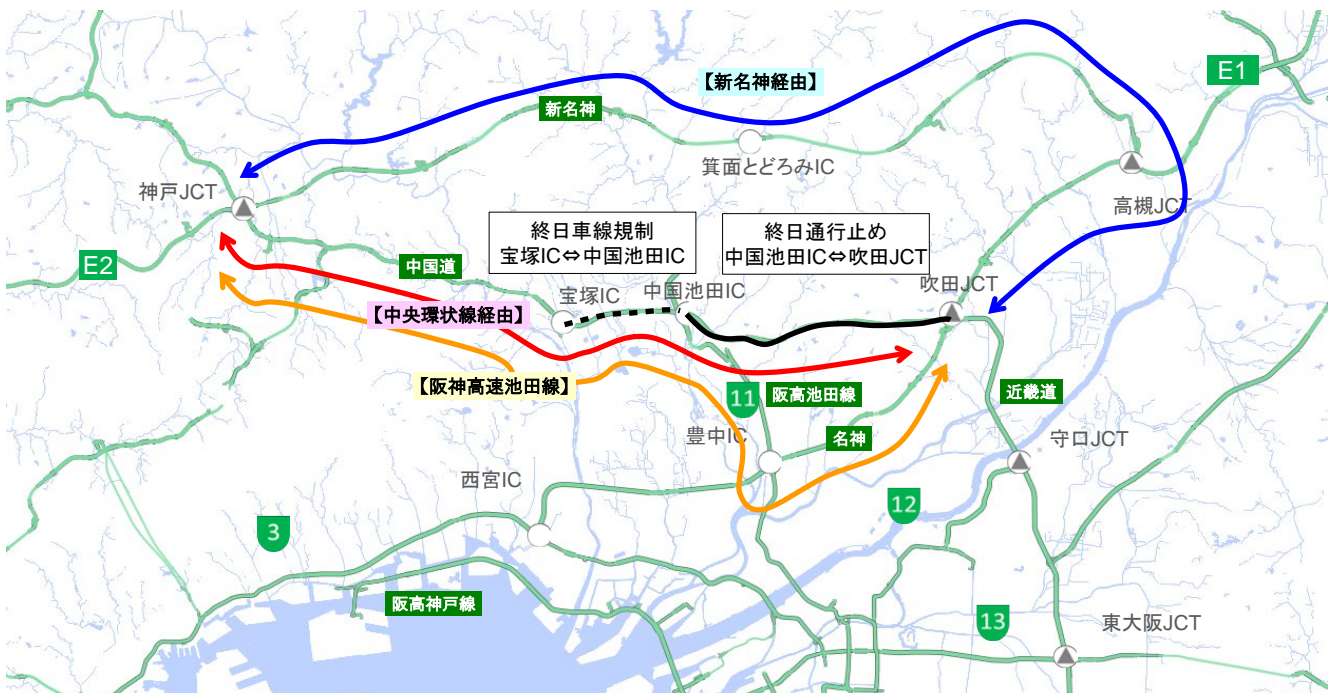 E1
【新名神経由】
新名神
箕面とどろみIC
神戸JCT
高槻JCT
終日車線規制
宝塚IC⇔中国池田IC
終日通行止め
中国池田IC⇔吹田JCT
E2
中国道
宝塚IC
中国池田IC
吹田JCT
【中央環状線経由】
【阪神高速池田線】
11
阪高池田線
近畿道
豊中IC
名神
守口JCT
西宮IC
12
3
阪高神戸線
13
東大阪JCT